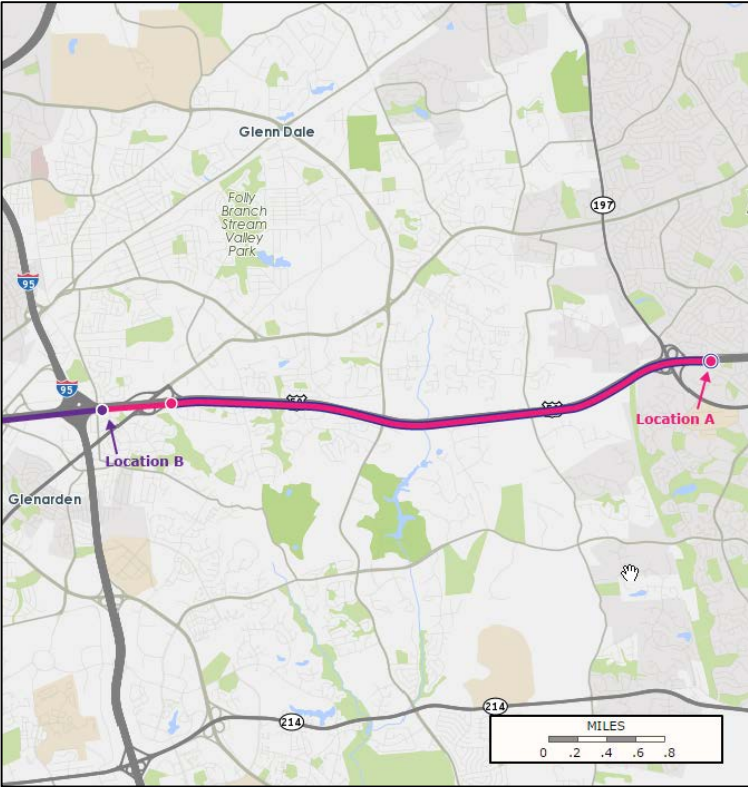 Glenn Dale
Folly
Branch
Stream
Valley
Park
197
95
95
Location A
Location B
Glenarden
214
214
MILES
0 .2 .4 .6 .8